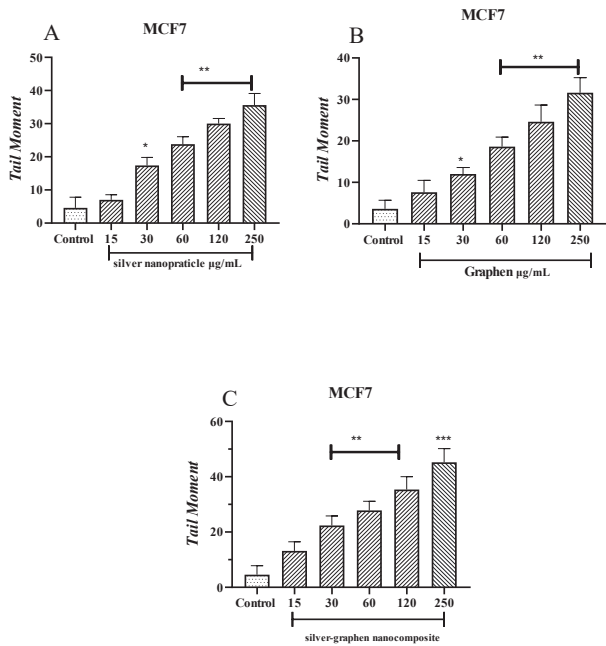 A
MCF7
**
*
Tail Moment
50
40
30
20
10
0
Control 15 30 60 120 250
silver nanopraticle µg/mL
B
MCF7
**
*
Tail Moment
40
30
20
10
0
Control 15 30 60 120 250
Graphen µg/mL
C
MCF7
** ***
Tail Moment
60
40
20
0
Control 15 30 60 120 250
silver-graphen nanocomposite